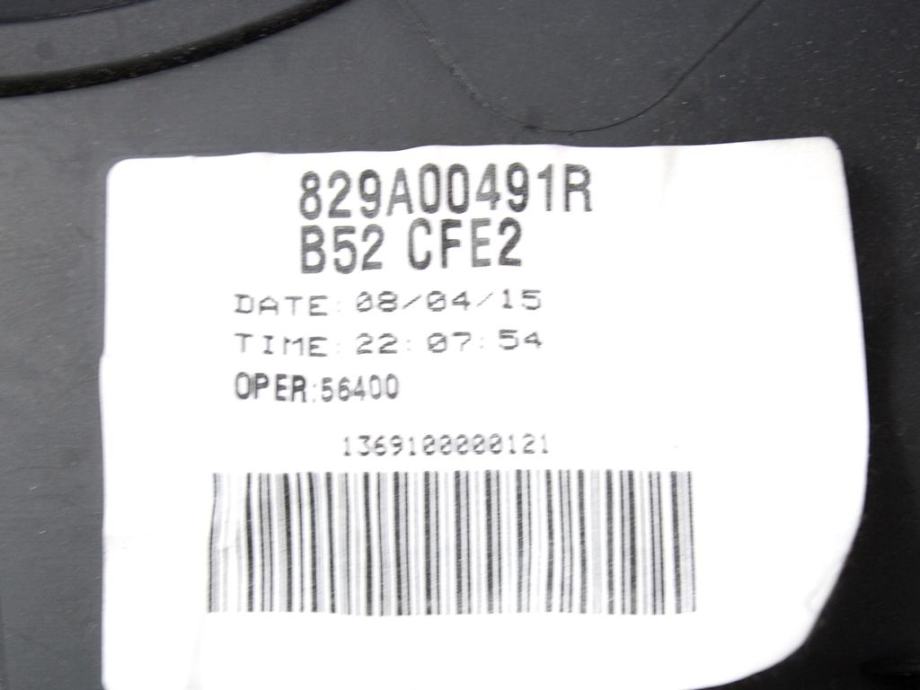 829A00491R
B52 CFE2
DATE: 08/04/15
TIME: 22:07:54
OPER:56400
1369100000121